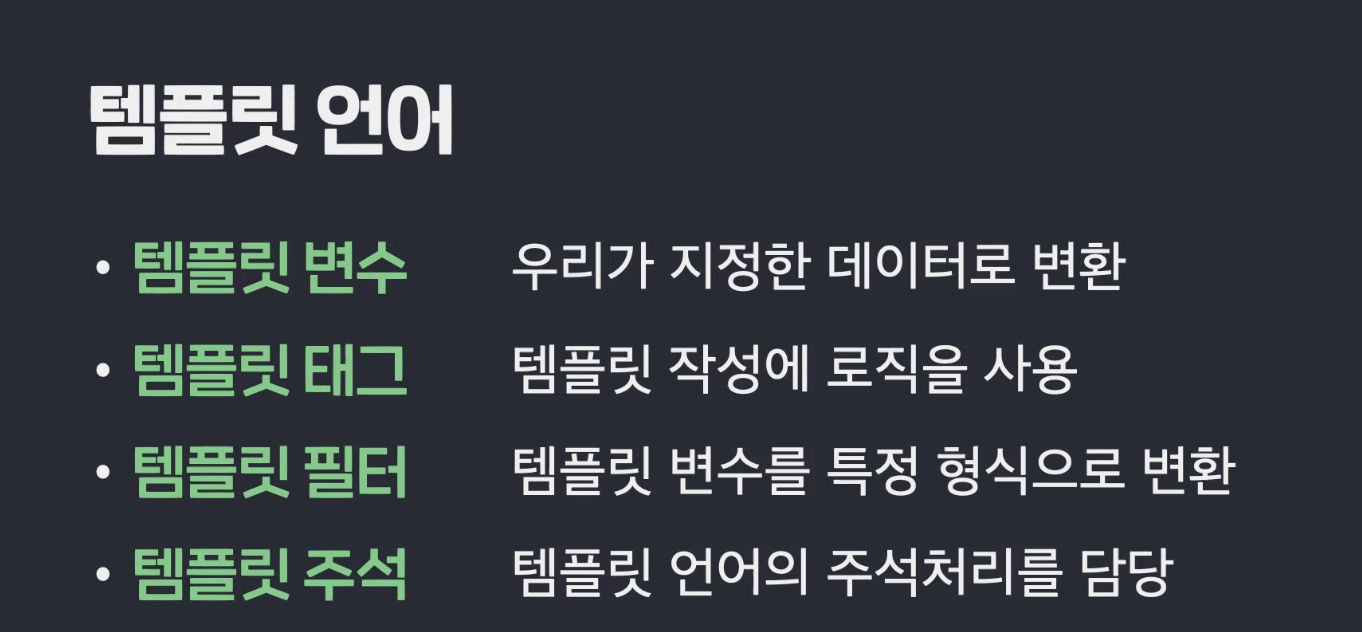 템플릿 언어
• 템플릿 변수 우리가 지정한 데이터로 변환
• 템플릿 태그 템플릿 작성에 로직을 사용
• 템플릿 필터 템플릿 변수를 특정 형식으로 변환
• 템플릿 주석 템플릿 언어의 주석처리를 담당